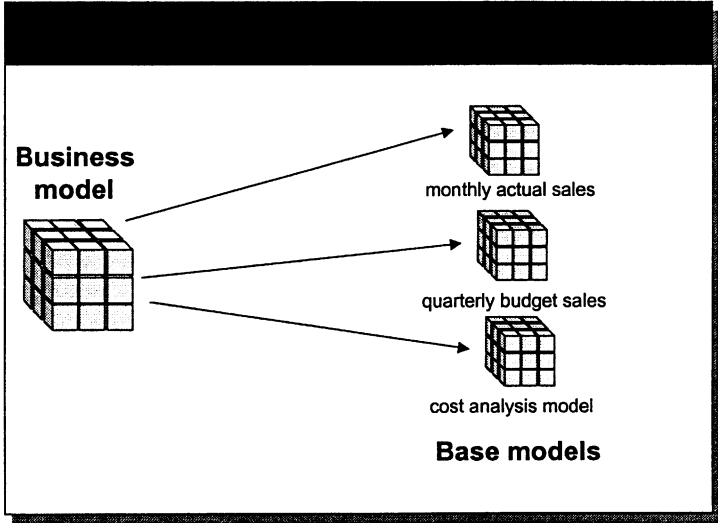 Business
model
monthly actual sales
quarterly budget sales
cost analysis model
Base models